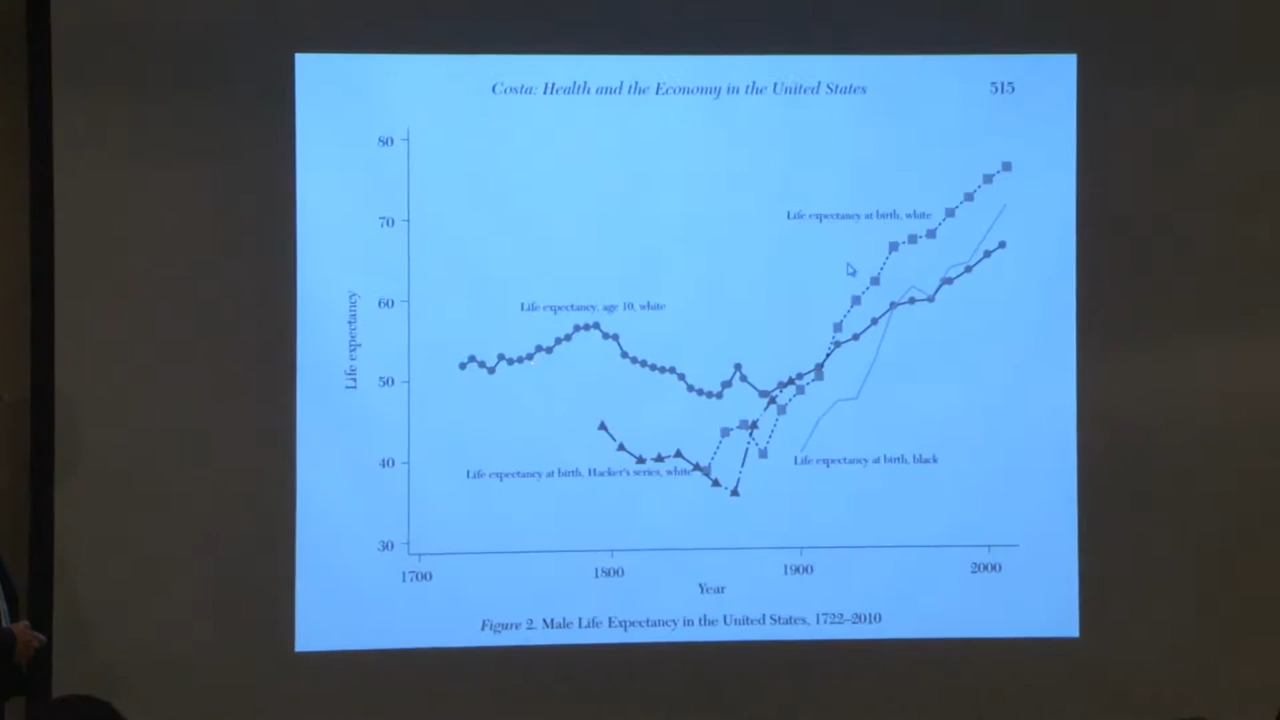 Costa: Health and the Economy in the United States 515
80
70
60
50
40
30
Life expectancy
Life expectancy at birth, white
Life expectancy, age 10, white
Life expectancy at birth, Hacker's series, white
Life expectancy at birth, black
1700 1800 1900 2000
Year
Figure 2. Male Life Expectancy in the United States, 1722–2010